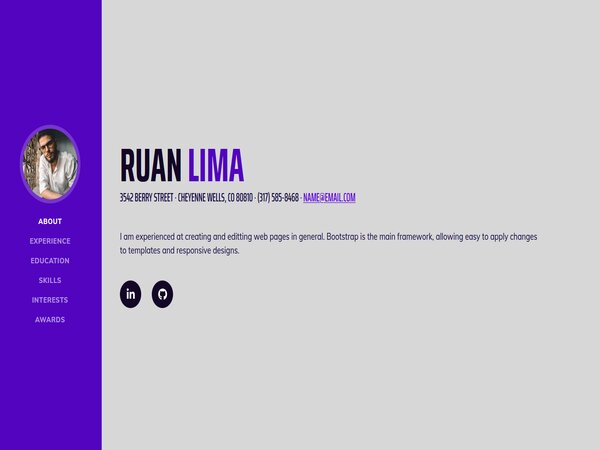 ABOUT
EXPERIENCE
EDUCATION
SKILLS
INTERESTS
AWARDS
RUAN LIMA
3542 BERRY STREET · CHEYENNE WELLS, CO 80810 · (317) 585-8468 · NAME@EMAIL.COM
I am experienced at creating and editting web pages in general. Bootstrap is the main framework, allowing easy to apply changes
to templates and responsive designs.
in